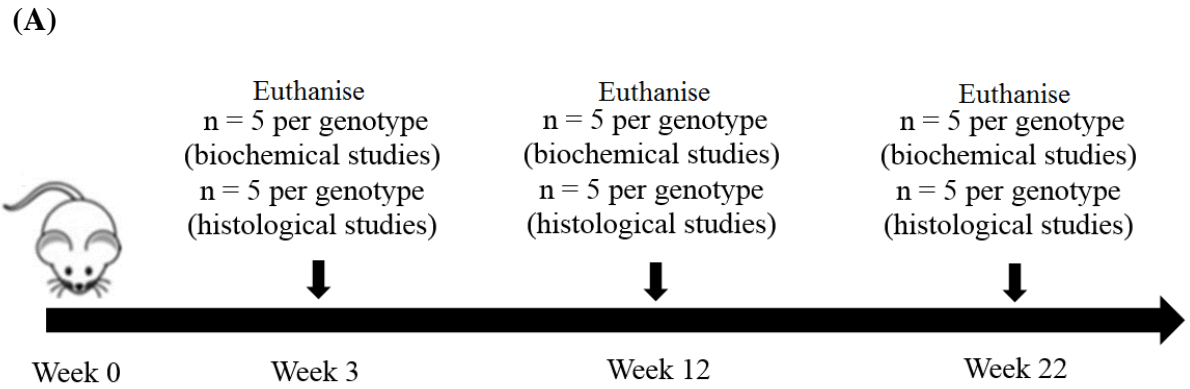 (A)
Euthanise
n = 5 per genotype
(biochemical studies)
n = 5 per genotype
(histological studies)
Euthanise
n = 5 per genotype
(biochemical studies)
n = 5 per genotype
(histological studies)
Euthanise
n = 5 per genotype
(biochemical studies)
n = 5 per genotype
(histological studies)
Week 0
Week 3
Week 12
Week 22